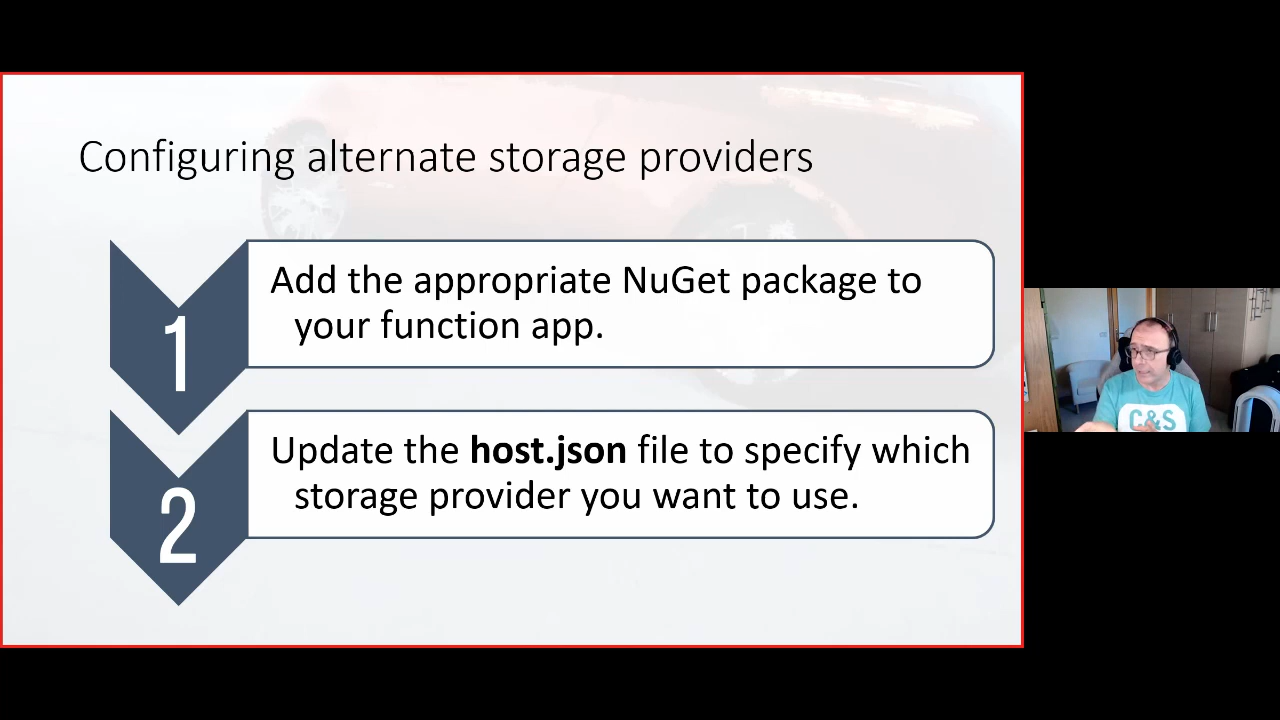 Configuring alternate storage providers
1
Add the appropriate NuGet package to
your function app.
2
Update the host.json file to specify which
storage provider you want to use.
C&S